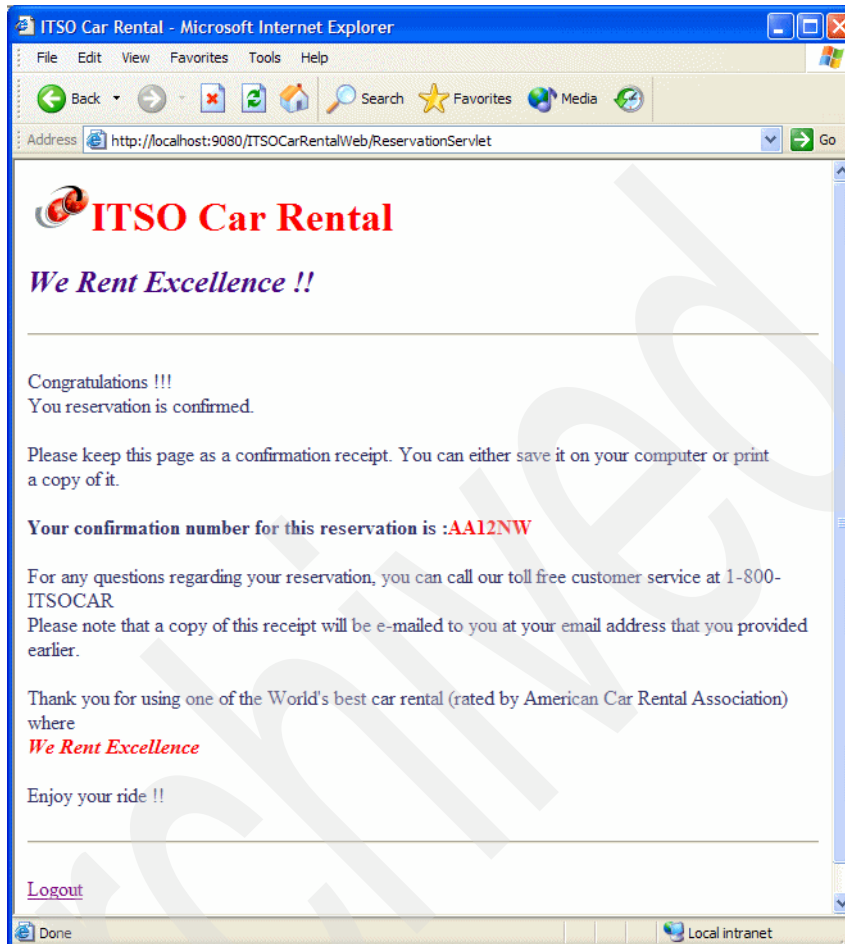 ITSO Car Rental - Microsoft Internet Explorer
File Edit View Favorites Tools Help
Back Search Favorites Media
Address http://localhost:9080/ITSOCarRentalWeb/ReservationServlet Go
ITSO Car Rental
We Rent Excellence !!
Congratulations !!!
You reservation is confirmed.
Please keep this page as a confirmation receipt. You can either save it on your computer or print
a copy of it.
Your confirmation number for this reservation is :AA12NW
For any questions regarding your reservation, you can call our toll free customer service at 1-800-
ITSOCAR
Please note that a copy of this receipt will be e-mailed to you at your email address that you provided
earlier.
Thank you for using one of the World's best car rental (rated by American Car Rental Association)
where
We Rent Excellence
Enjoy your ride !!
Logout
Done Local intranet
rchived